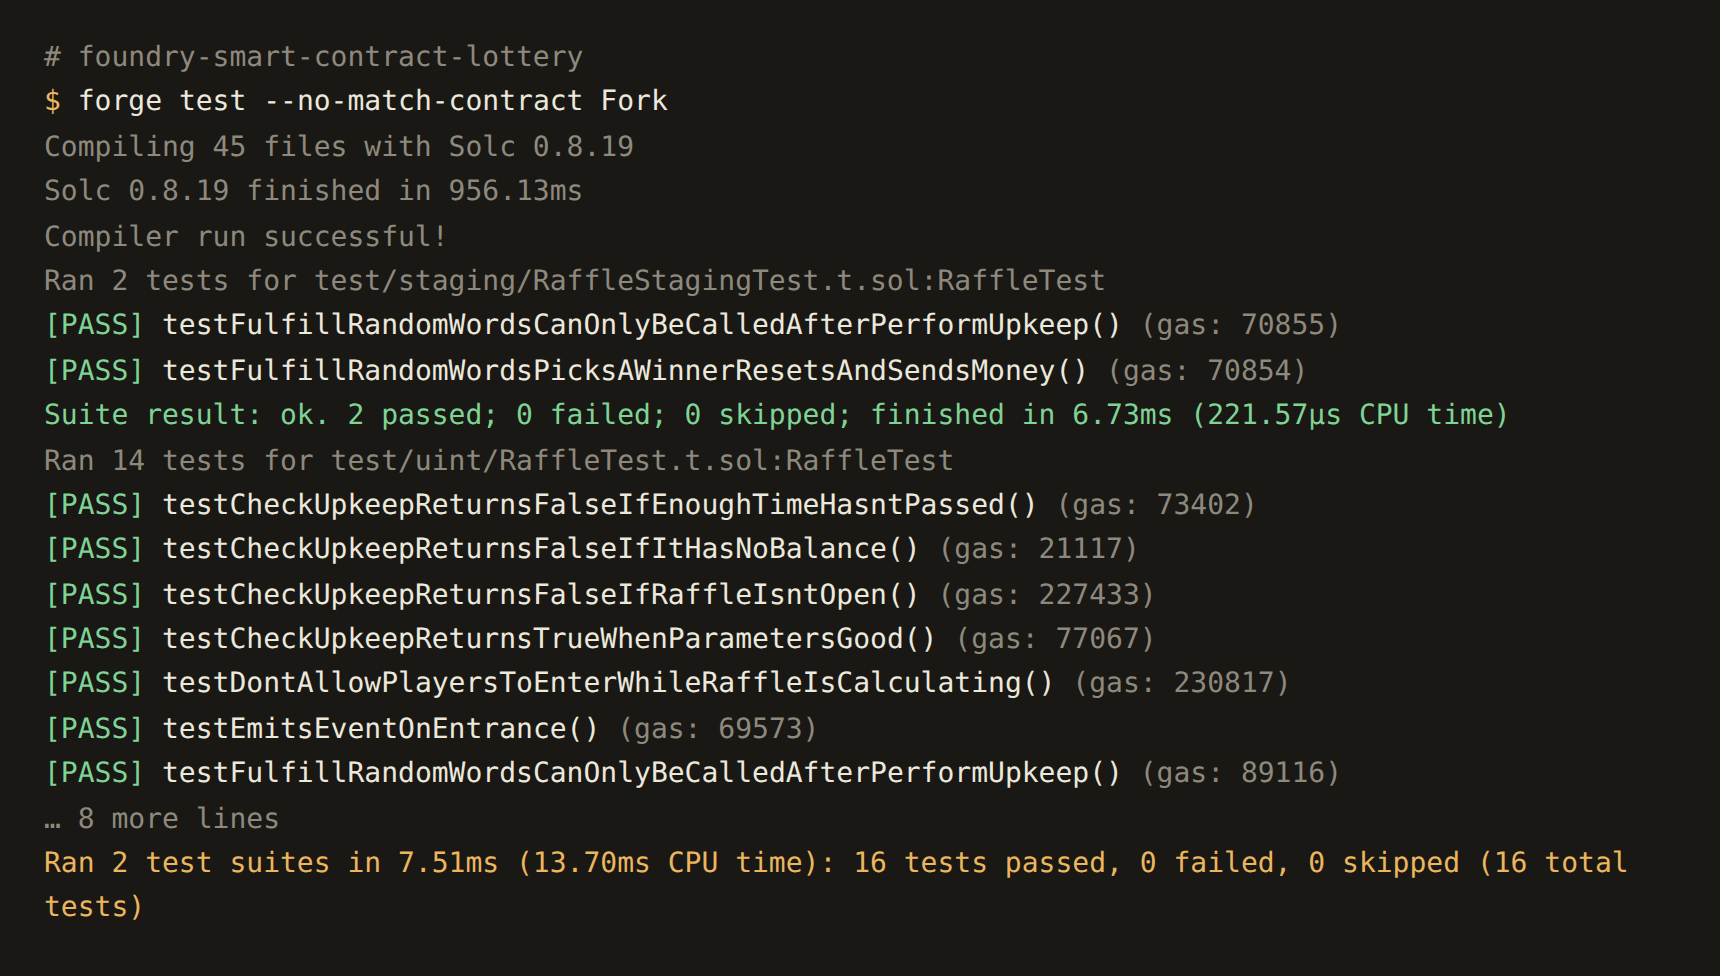 # foundry-smart-contract-lottery
$ forge test --no-match-contract Fork
Compiling 45 files with Solc 0.8.19
Solc 0.8.19 finished in 956.13ms
Compiler run successful!
Ran 2 tests for test/staging/RaffleStagingTest.t.sol:RaffleTest
[PASS] testFulfillRandomWordsCanOnlyBeCalledAfterPerformUpkeep() (gas: 70855)
[PASS] testFulfillRandomWordsPicksAWinnerResetsAndSendsMoney() (gas: 70854)
Suite result: ok. 2 passed; 0 failed; 0 skipped; finished in 6.73ms (221.57µs CPU time)
Ran 14 tests for test/uint/RaffleTest.t.sol:RaffleTest
[PASS] testCheckUpkeepReturnsFalseIfEnoughTimeHasntPassed() (gas: 73402)
[PASS] testCheckUpkeepReturnsFalseIfItHasNoBalance() (gas: 21117)
[PASS] testCheckUpkeepReturnsFalseIfRaffleIsntOpen() (gas: 227433)
[PASS] testCheckUpkeepReturnsTrueWhenParametersGood() (gas: 77067)
[PASS] testDontAllowPlayersToEnterWhileRaffleIsCalculating() (gas: 230817)
[PASS] testEmitsEventOnEntrance() (gas: 69573)
[PASS] testFulfillRandomWordsCanOnlyBeCalledAfterPerformUpkeep() (gas: 89116)
… 8 more lines
Ran 2 test suites in 7.51ms (13.70ms CPU time): 16 tests passed, 0 failed, 0 skipped (16 total
tests)